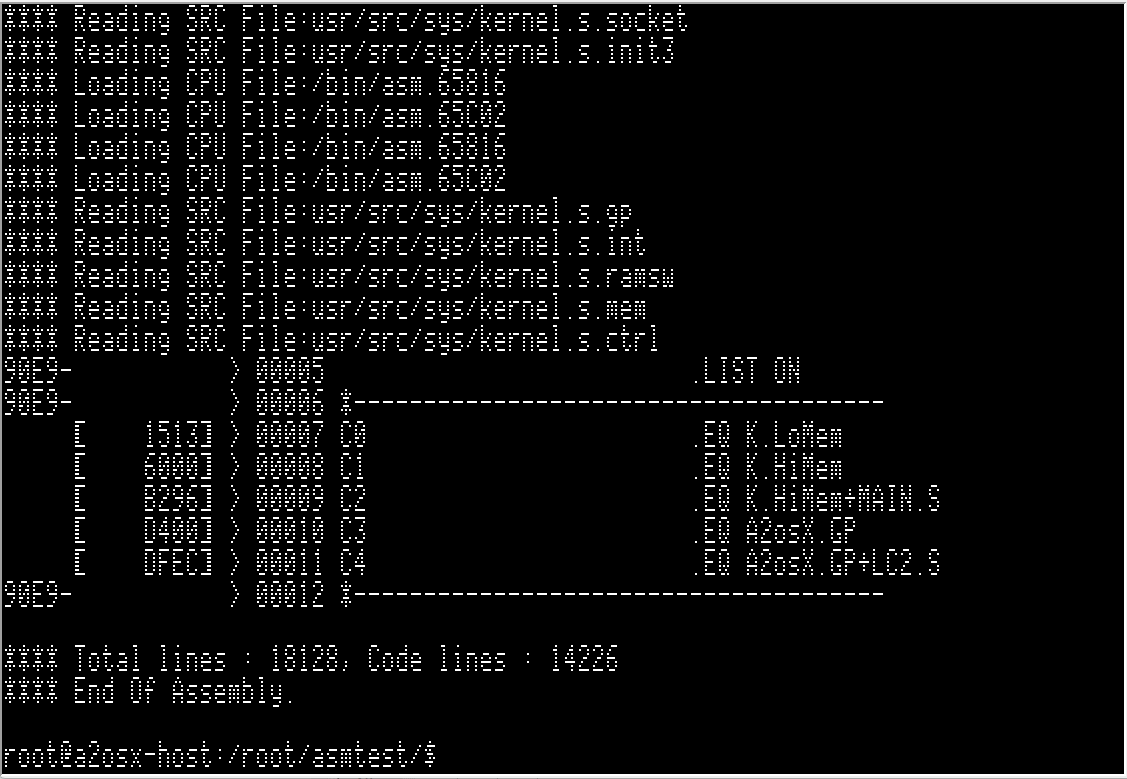 **** Reading SRC File:usr/src/sys/kernel.s.socket
**** Reading SRC File:usr/src/sys/kernel.s.init3
**** Loading CPU File:/bin/asm.65816
**** Loading CPU File:/bin/asm.65C02
**** Loading CPU File:/bin/asm.65816
**** Loading CPU File:/bin/asm.65C02
**** Reading SRC File:usr/src/sys/kernel.s.gp
**** Reading SRC File:usr/src/sys/kernel.s.int
**** Reading SRC File:usr/src/sys/kernel.s.ramsw
**** Reading SRC File:usr/src/sys/kernel.s.mem
**** Reading SRC File:usr/src/sys/kernel.s.ctrl
90E9-            > 00005                            .LIST ON
90E9-            > 00006 *--------------------------------------
      [    1513] > 00007 C0                         .EQ K.LoMem
      [    6000] > 00008 C1                         .EQ K.HiMem
      [    8296] > 00009 C2                         .EQ K.HiMem+MAIN.S
      [    D400] > 00010 C3                         .EQ A2osX.GP
      [    DFEC] > 00011 C4                         .EQ A2osX.GP+LC2.S
90E9-            > 00012 *--------------------------------------
**** Total lines : 18128, Code lines : 14226
**** End Of Assembly.
root@a2osx-host:/root/asmtest/$